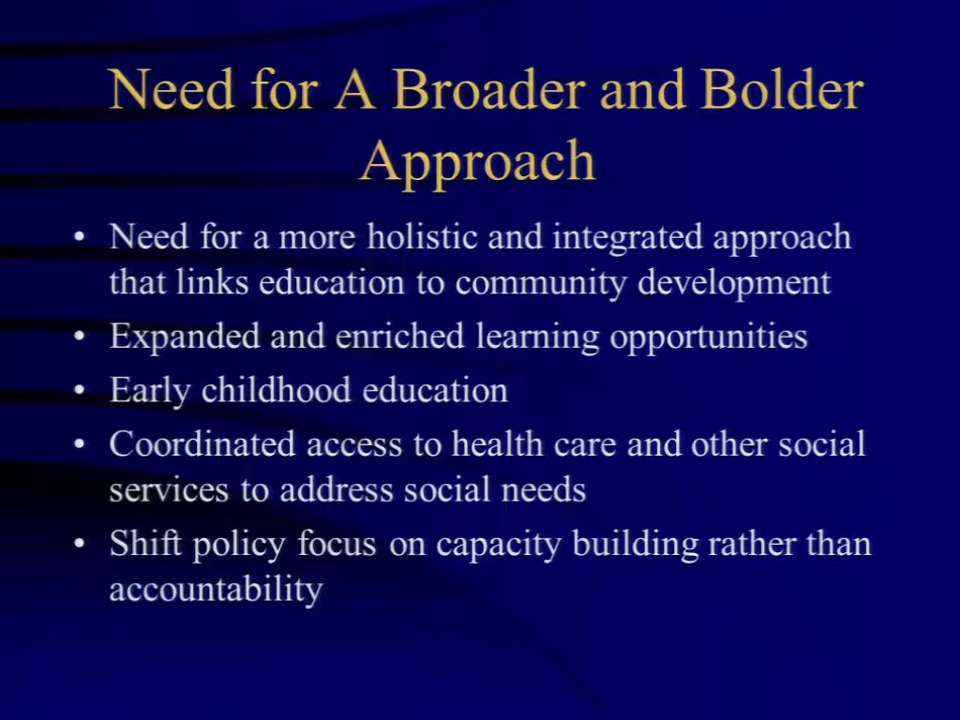 Need for A Broader and Bolder
Approach
• Need for a more holistic and integrated approach
that links education to community development
• Expanded and enriched learning opportunities
• Early childhood education
• Coordinated access to health care and other social
services to address social needs
• Shift policy focus on capacity building rather than
accountability